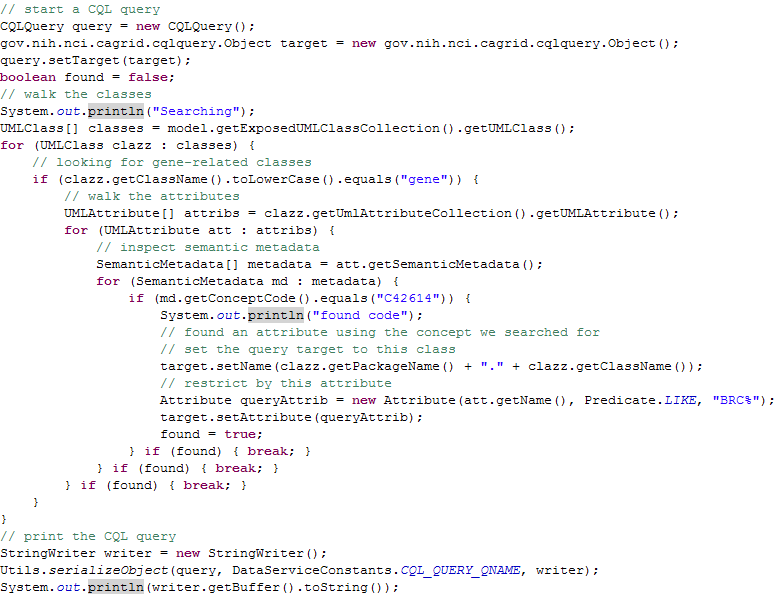 // start a CQL query
CQLQuery query = new CQLQuery();
gov.nih.nci.cagrid.cqlquery.Object target = new gov.nih.nci.cagrid.cqlquery.Object();
query.setTarget(target);
boolean found = false;
// walk the classes
System.out.println("Searching");
UMLClass[] classes = model.getExposedUMLClassCollection().getUMLClass();
for (UMLClass clazz : classes) {
    // looking for gene-related classes
    if (clazz.getClassName().toLowerCase().equals("gene")) {
        // walk the attributes
        UMLAttribute[] attribs = clazz.getUmlAttributeCollection().getUMLAttribute();
        for (UMLAttribute att : attribs) {
            // inspect semantic metadata
            SemanticMetadata[] metadata = att.getSemanticMetadata();
            for (SemanticMetadata md : metadata) {
                if (md.getConceptCode().equals("C42614")) {
                    System.out.println("found code");
                    // found an attribute using the concept we searched for
                    // set the query target to this class
                    target.setName(clazz.getPackageName() + "." + clazz.getClassName());
                    // restrict by this attribute
                    Attribute queryAttrib = new Attribute(att.getName(), Predicate.LIKE, "BRC%");
                    target.setAttribute(queryAttrib);
                    found = true;
                } if (found) { break; }
            } if (found) { break; }
        } if (found) { break; }
    }
}
// print the CQL query
StringWriter writer = new StringWriter();
Utils.serializeObject(query, DataServiceConstants.CQL_QUERY_QNAME, writer);
System.out.println(writer.getBuffer().toString());